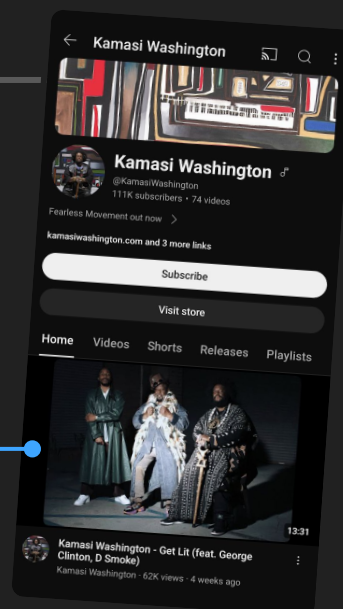 Kamasi Washington
Kamasi Washington
@KamasiWashington
111K subscribers • 74 videos
Fearless Movement out now
kamasiwashington.com and 3 more links
Subscribe
Visit store
Home Videos Shorts Releases Playlists
13:31
Kamasi Washington - Get Lit (feat. George
Clinton, D Smoke)
Kamasi Washington · 62K views · 4 weeks ago